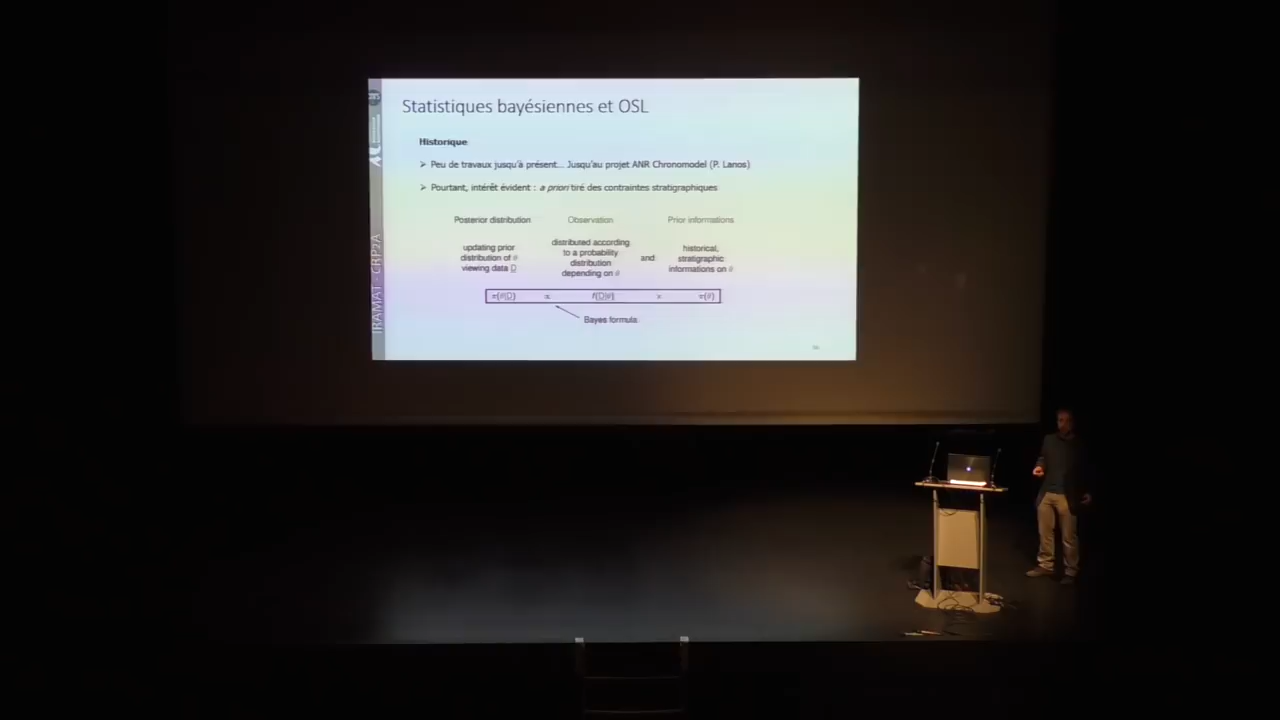 Statistiques bayésiennes et OSL
Historique
➢ Peu de travaux jusqu'à présent... Jusqu'au projet ANR Chronomodel (P. Lanos)
➢ Pourtant, intérêt évident : a priori tiré des contraintes stratigraphiques
Posterior distribution Observation Prior informations
updating prior
distribution of θ
viewing data D
distributed according
to a probability
distribution
depending on θ
and
historical,
stratigraphic
informations on θ
π(θ|D) ∝ f(D|θ) × π(θ)
Bayes formula
IRAMAT - CRP2A
cnrs